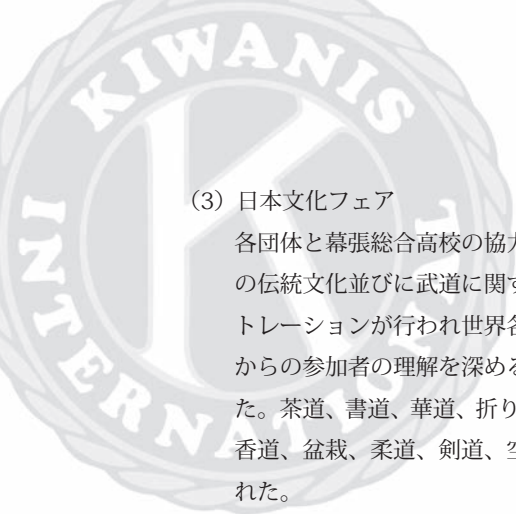 KIWANIS
INTERNATIONAL
K
（3）日本文化フェア
各団体と幕張総合高校の協力
の伝統文化並びに武道に関す
トレーションが行われ世界各
からの参加者の理解を深める
た。茶道、書道、華道、折り
香道、盆栽、柔道、剣道、空
れた。